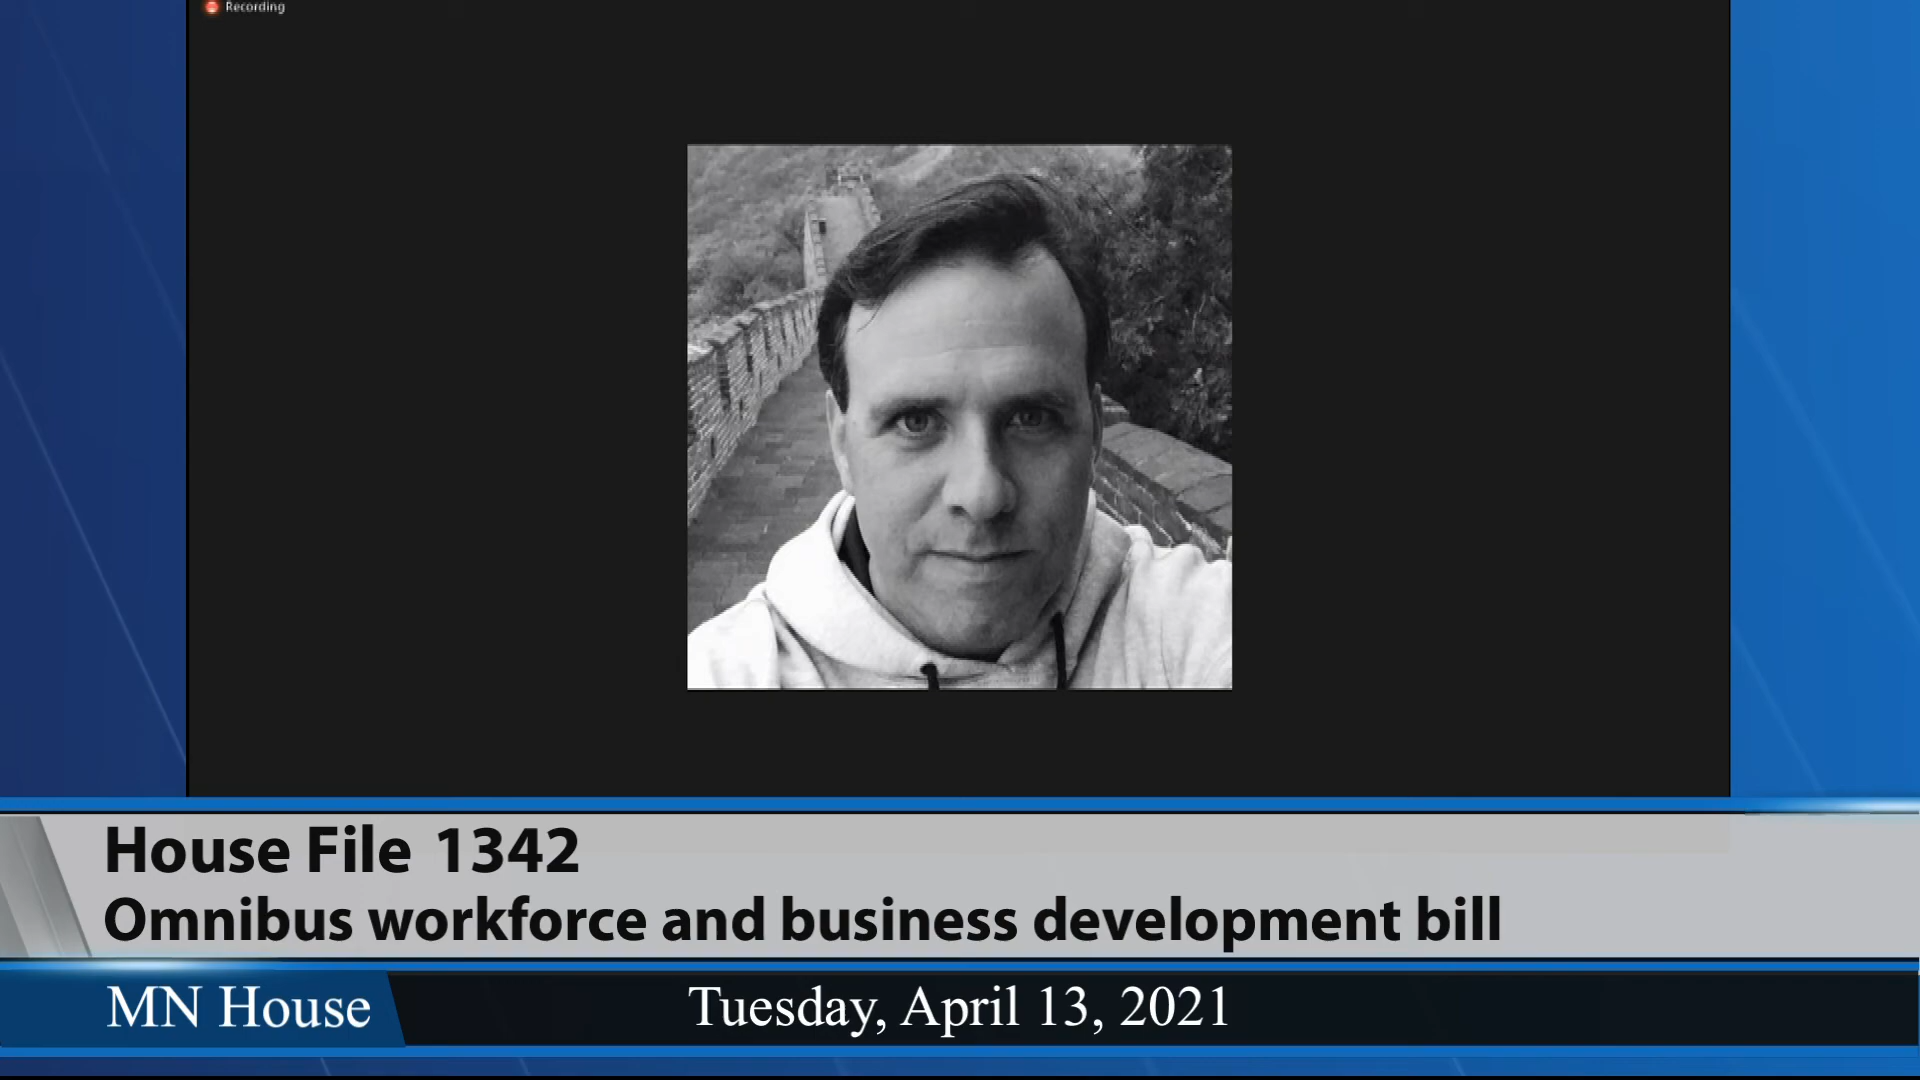 Recording
House File 1342
Omnibus workforce and business development bill
MN House
Tuesday, April 13, 2021